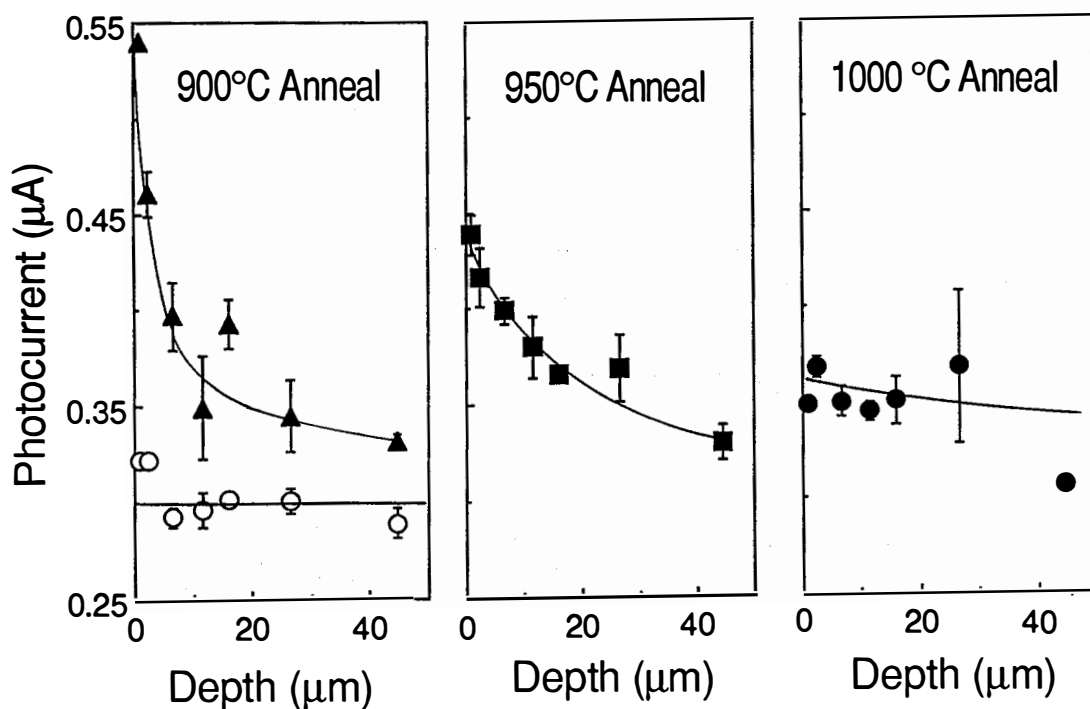 0.55
0.45
0.35
0.25
Photocurrent (μA)
900°C Anneal
0 20 40
Depth (μm)
950°C Anneal
0 20 40
Depth (μm)
1000 °C Anneal
0 20 40
Depth (μm)